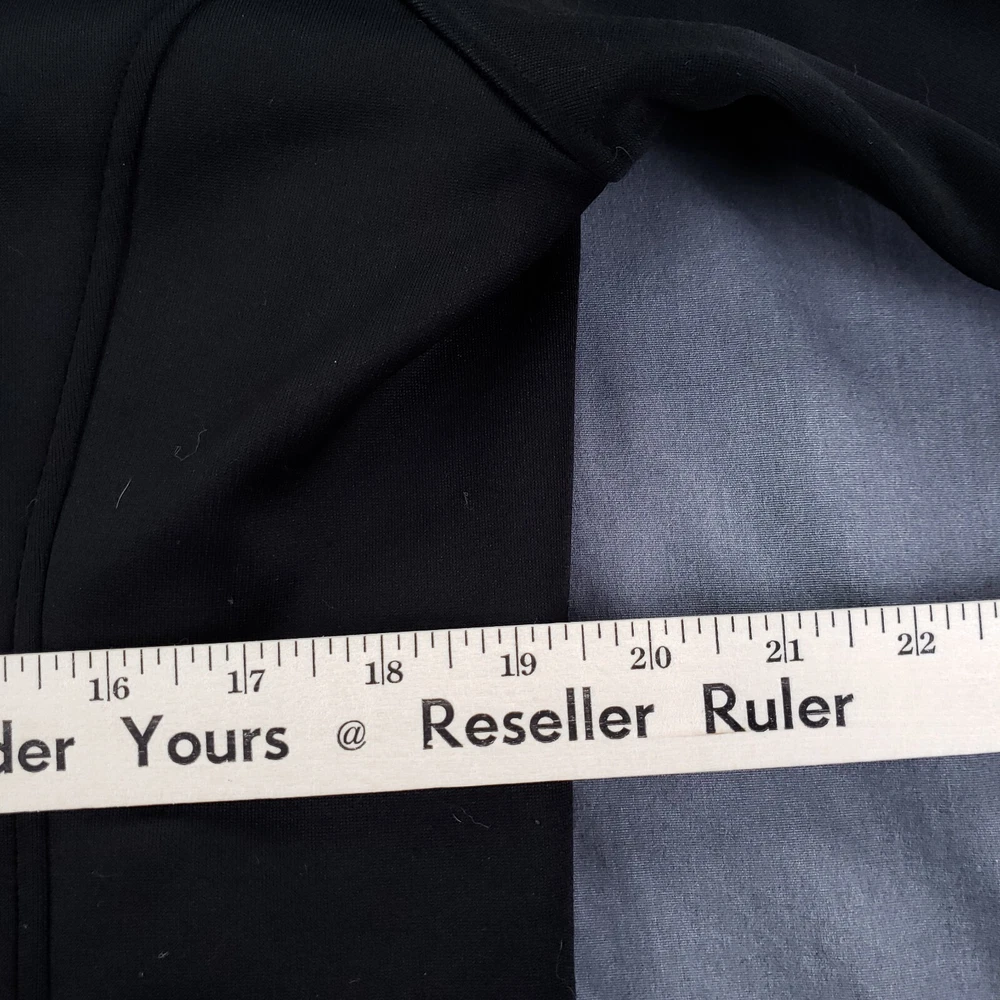 16 17 18 19 20 21 22
der Yours @ Reseller Ruler